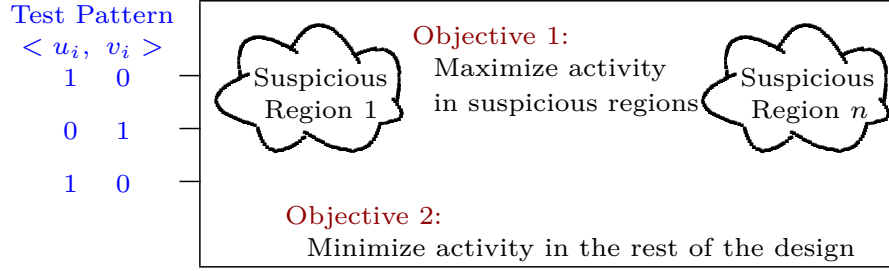 Test Pattern
< u_i, v_i >
1 0
0 1
1 0
Suspicious
Region 1
Objective 1:
Maximize activity
in suspicious regions
Suspicious
Region n
Objective 2:
Minimize activity in the rest of the design